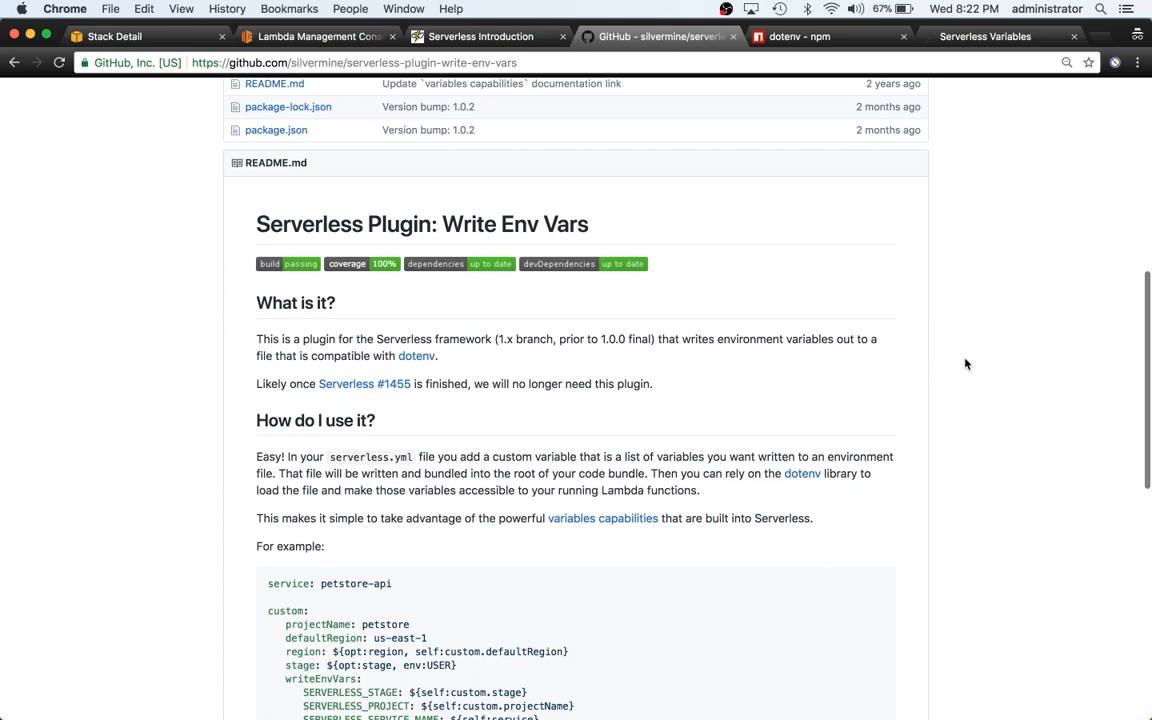 Chrome File Edit View History Bookmarks People Window Help 67% Wed 8:22 PM administrator
Stack Detail Lambda Management Cons Serverless Introduction GitHub - silvermine/serverle dotenv - npm Serverless Variables
GitHub, Inc. [US] https://github.com/silvermine/serverless-plugin-write-env-vars
README.md Update `variables capabilities` documentation link 2 years ago
package-lock.json Version bump: 1.0.2 2 months ago
package.json Version bump: 1.0.2 2 months ago
README.md
Serverless Plugin: Write Env Vars
build passing coverage 100% dependencies up to date devDependencies up to date
What is it?
This is a plugin for the Serverless framework (1.x branch, prior to 1.0.0 final) that writes environment variables out to a
file that is compatible with dotenv.
Likely once Serverless #1455 is finished, we will no longer need this plugin.
How do I use it?
Easy! In your serverless.yml file you add a custom variable that is a list of variables you want written to an environment
file. That file will be written and bundled into the root of your code bundle. Then you can rely on the dotenv library to
load the file and make those variables accessible to your running Lambda functions.
This makes it simple to take advantage of the powerful variables capabilities that are built into Serverless.
For example:
service: petstore-api
custom:
projectName: petstore
defaultRegion: us-east-1
region: ${opt:region, self:custom.defaultRegion}
stage: ${opt:stage, env:USER}
writeEnvVars:
SERVERLESS_STAGE: ${self:custom.stage}
SERVERLESS_PROJECT: ${self:custom.projectName}
SERVERLESS_SERVICE_NAME: ${self:service}